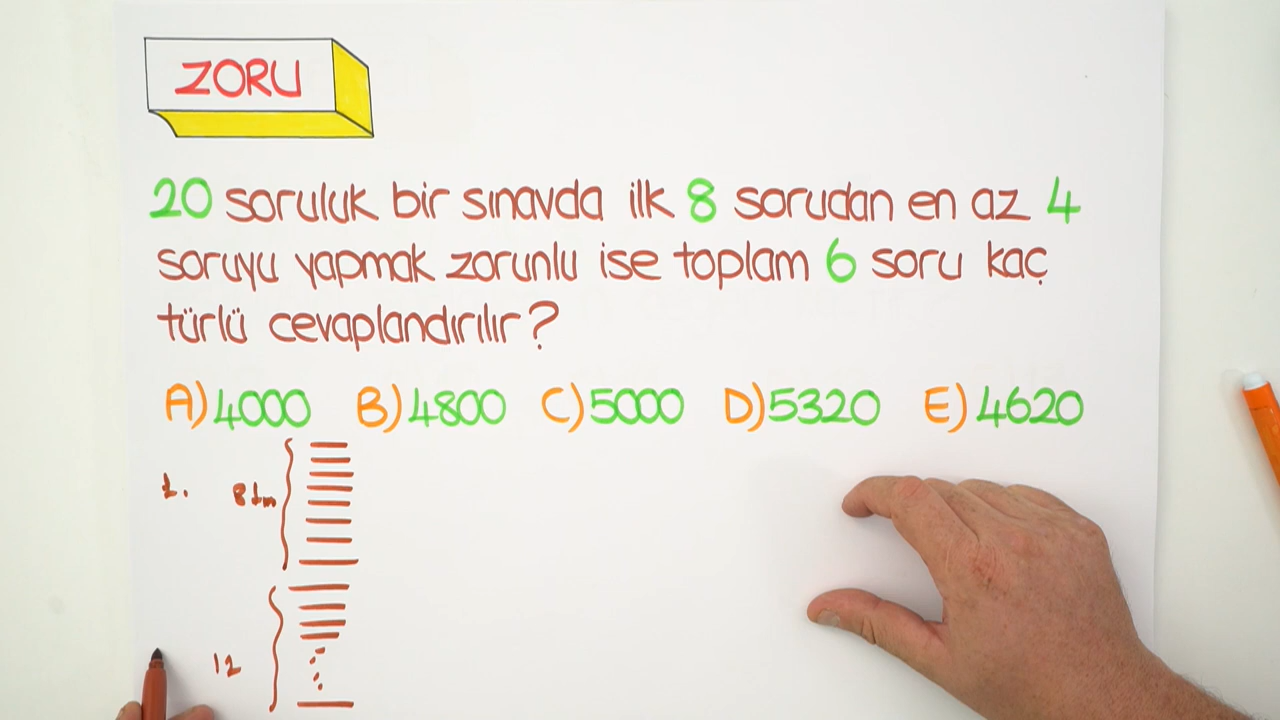 ZORU
20 soruluk bir sınavda ilk 8 sorudan en az 4
soruyu yapmak zorunlu ise toplam 6 soru kaç
türlü cevaplandırılır?
A) 4000 B) 4800 C) 5000 D) 5320 E) 4620
1. 8
12